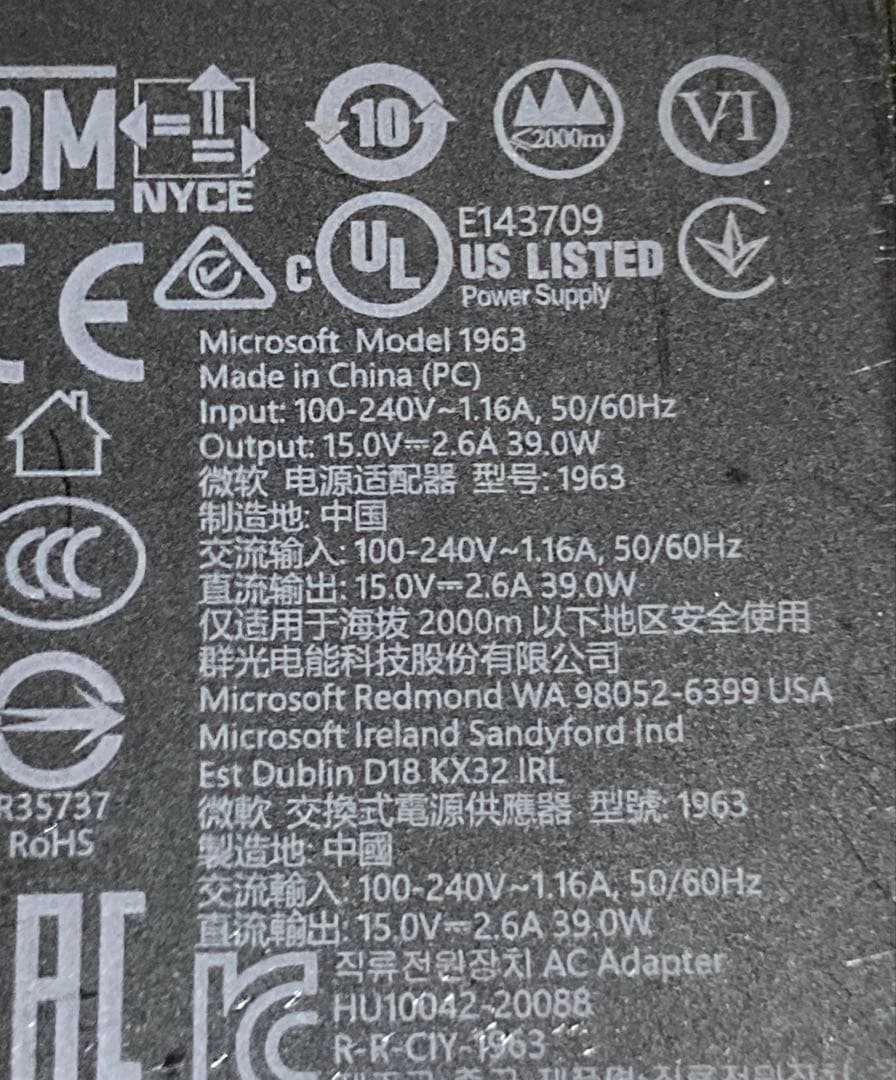 OM
NYCE
10
<2000m
VI
C UL US LISTED
E143709
Power Supply
CE
Microsoft Model 1963
Made in China (PC)
Input: 100-240V~1.16A, 50/60Hz
Output: 15.0V⎓2.6A 39.0W
微软 电源适配器 型号: 1963
制造地: 中国
交流输入: 100-240V~1.16A, 50/60Hz
直流输出: 15.0V⎓2.6A 39.0W
仅适用于海拔 2000m 以下地区安全使用
群光电能科技股份有限公司
Microsoft Redmond WA 98052-6399 USA
Microsoft Ireland Sandyford Ind
Est Dublin D18 KX32 IRL
R35737
RoHS
微軟 交換式電源供應器 型號: 1963
製造地: 中國
交流輸入: 100-240V~1.16A, 50/60Hz
直流輸出: 15.0V⎓2.6A 39.0W
직류전원장치 AC Adapter
HU10042-20088
R-R-CIY-1963